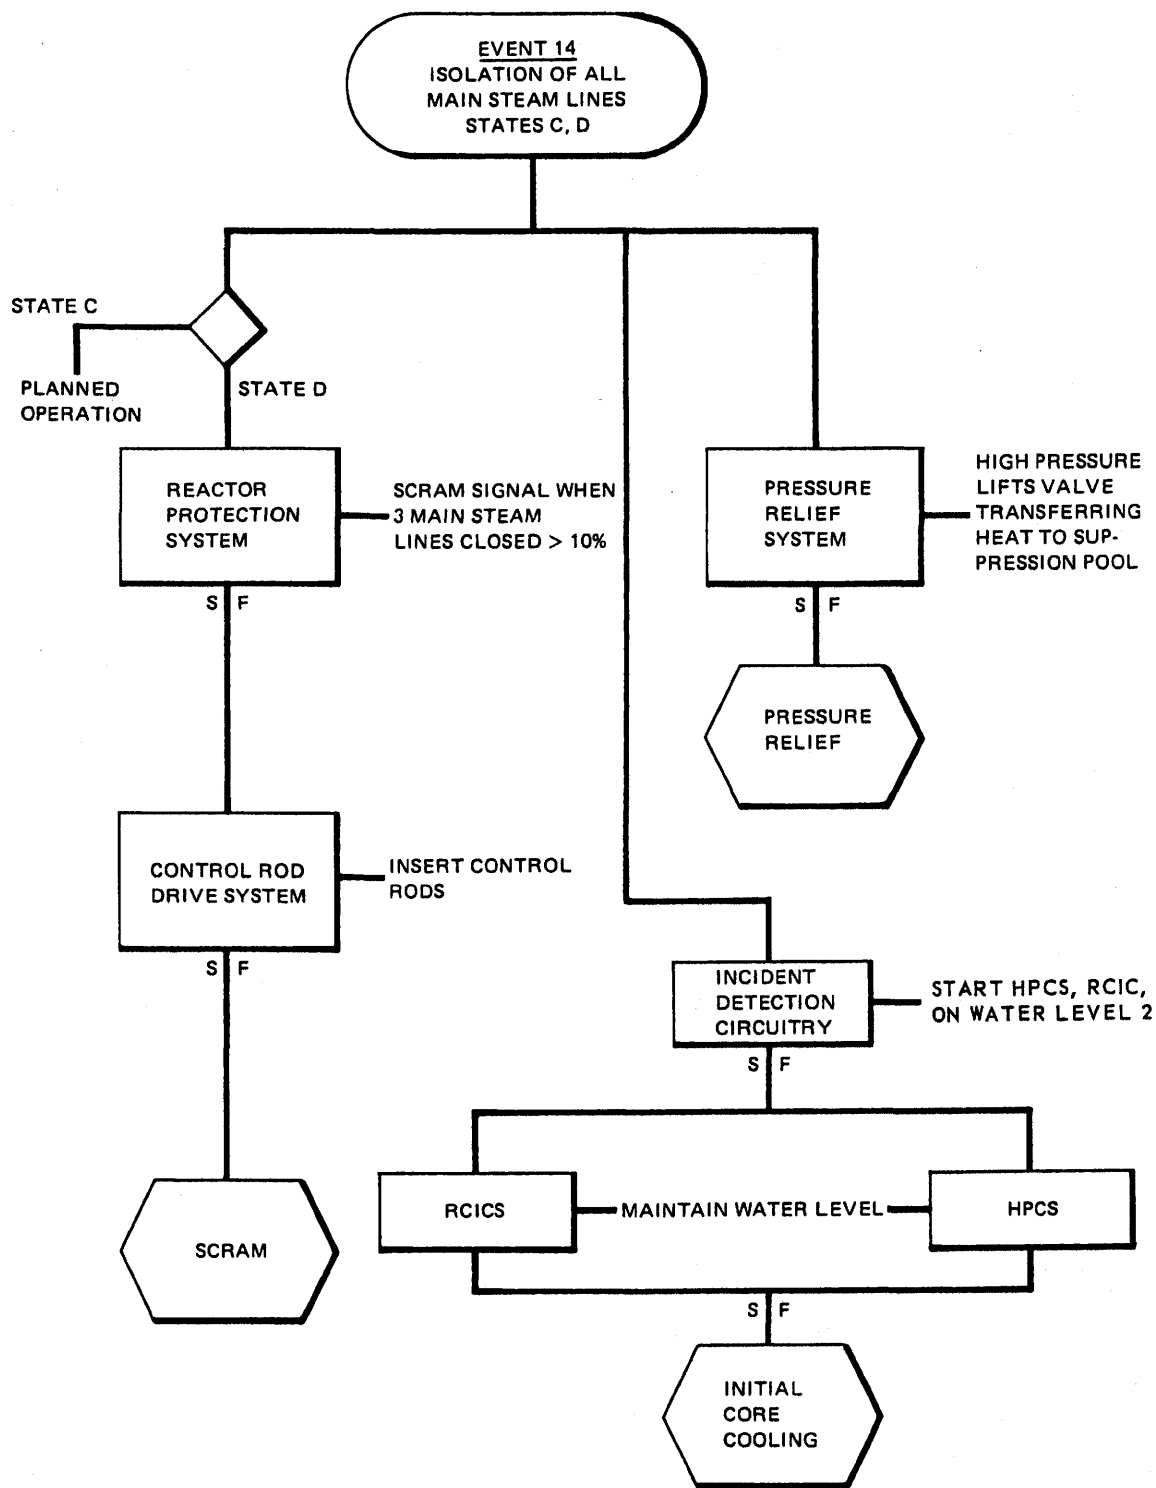 EVENT 14
ISOLATION OF ALL
MAIN STEAM LINES
STATES C, D
STATE C
PLANNED
OPERATION
STATE D
REACTOR
PROTECTION
SYSTEM
SCRAM SIGNAL WHEN
3 MAIN STEAM
LINES CLOSED > 10%
S F
PRESSURE
RELIEF
SYSTEM
HIGH PRESSURE
LIFTS VALVE
TRANSFERRING
HEAT TO SUP-
PRESSION POOL
S F
PRESSURE
RELIEF
CONTROL ROD
DRIVE SYSTEM
INSERT CONTROL
RODS
S F
SCRAM
INCIDENT
DETECTION
CIRCUITRY
START HPCS, RCIC,
ON WATER LEVEL 2
S F
RCICS
MAINTAIN WATER LEVEL
HPCS
S F
INITIAL
CORE
COOLING